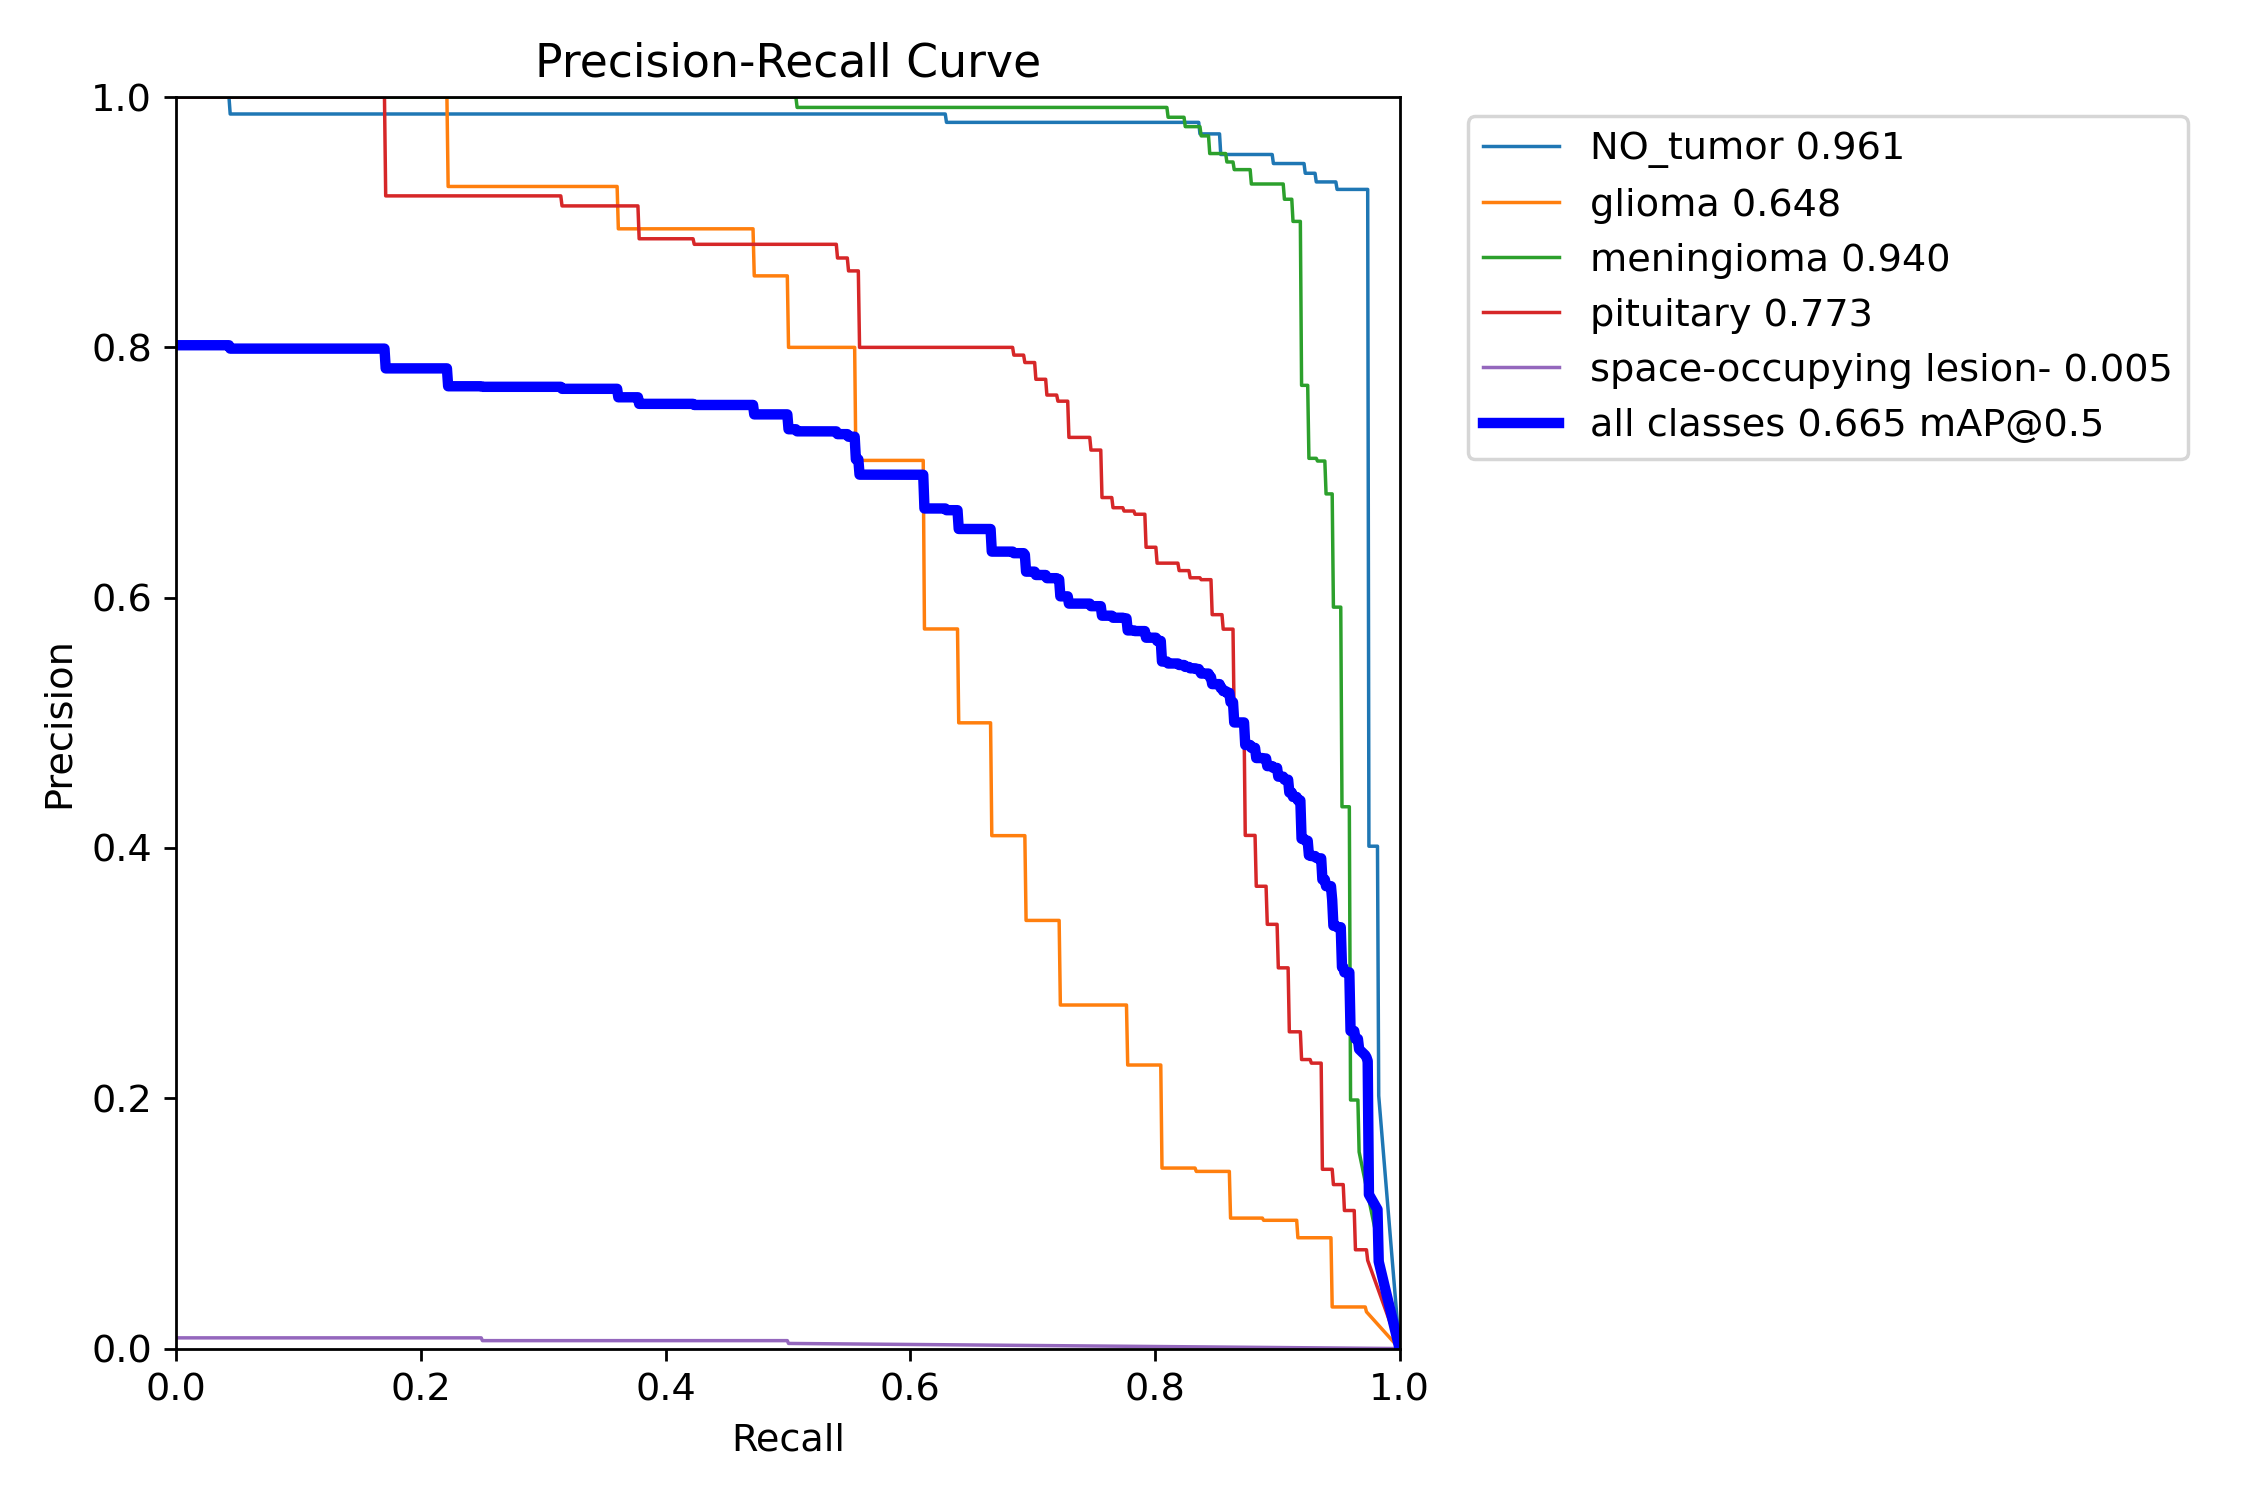 Precision-Recall Curve
NO_tumor 0.961
glioma 0.648
meningioma 0.940
pituitary 0.773
space-occupying lesion- 0.005
all classes 0.665 mAP@0.5
Precision
1.0
0.8
0.6
0.4
0.2
0.0
0.0 0.2 0.4 0.6 0.8 1.0
Recall